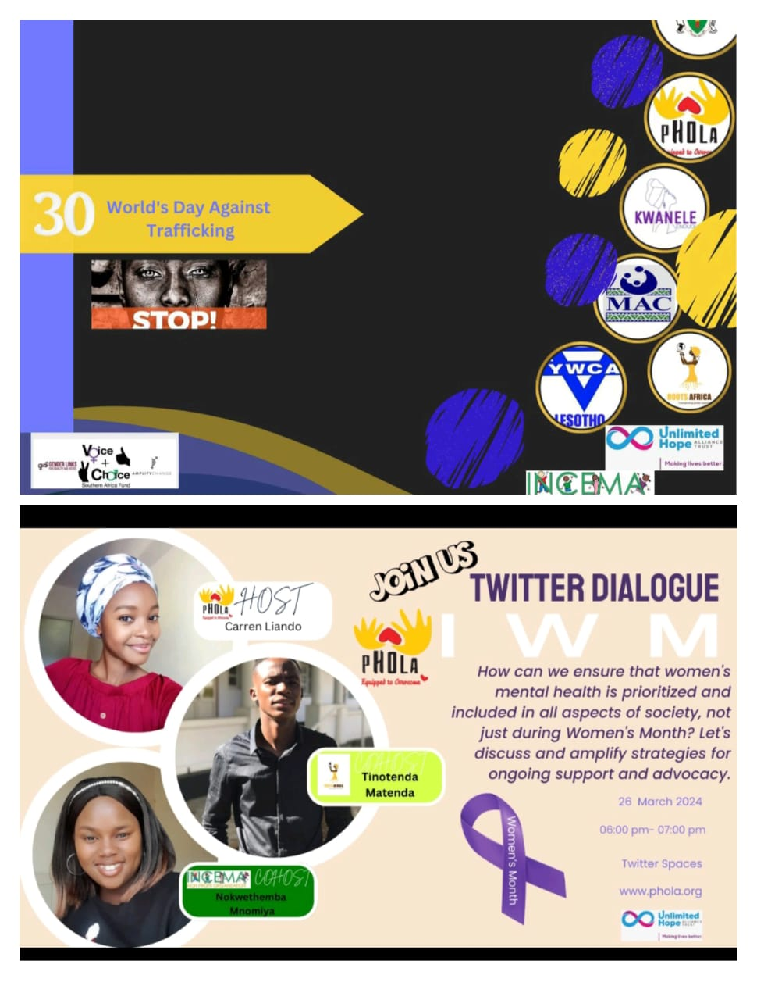 30
World's Day Against
Trafficking
STOP!
PHOLA
KWANELE
ENOUGH
MAC
YWCA
LESOTHO
ROOTS AFRICA
Unlimited
Hope ALLIANCE
TRUST
Making lives better.
INCEMA
GENDER LINKS
FOR EQUALITY AND JUSTICE
Voice
+
Choice
Southern Africa Fund
AMPLIFYCHANGE
JOIN US
TWITTER DIALOGUE
I W M
PHOLA
Equipped to Overcome
HOST
Carren Liando
PHOLA
Equipped to Overcome
How can we ensure that women's
mental health is prioritized and
included in all aspects of society, not
just during Women's Month? Let's
discuss and amplify strategies for
ongoing support and advocacy.
COHOST
Tinotenda
Matenda
26 March 2024
06:00 pm- 07:00 pm
Twitter Spaces
www.phola.org
Women's Month
INCEMA COHOST
Nokwethemba
Mnomiya
Unlimited
Hope ALLIANCE
TRUST
Making lives better